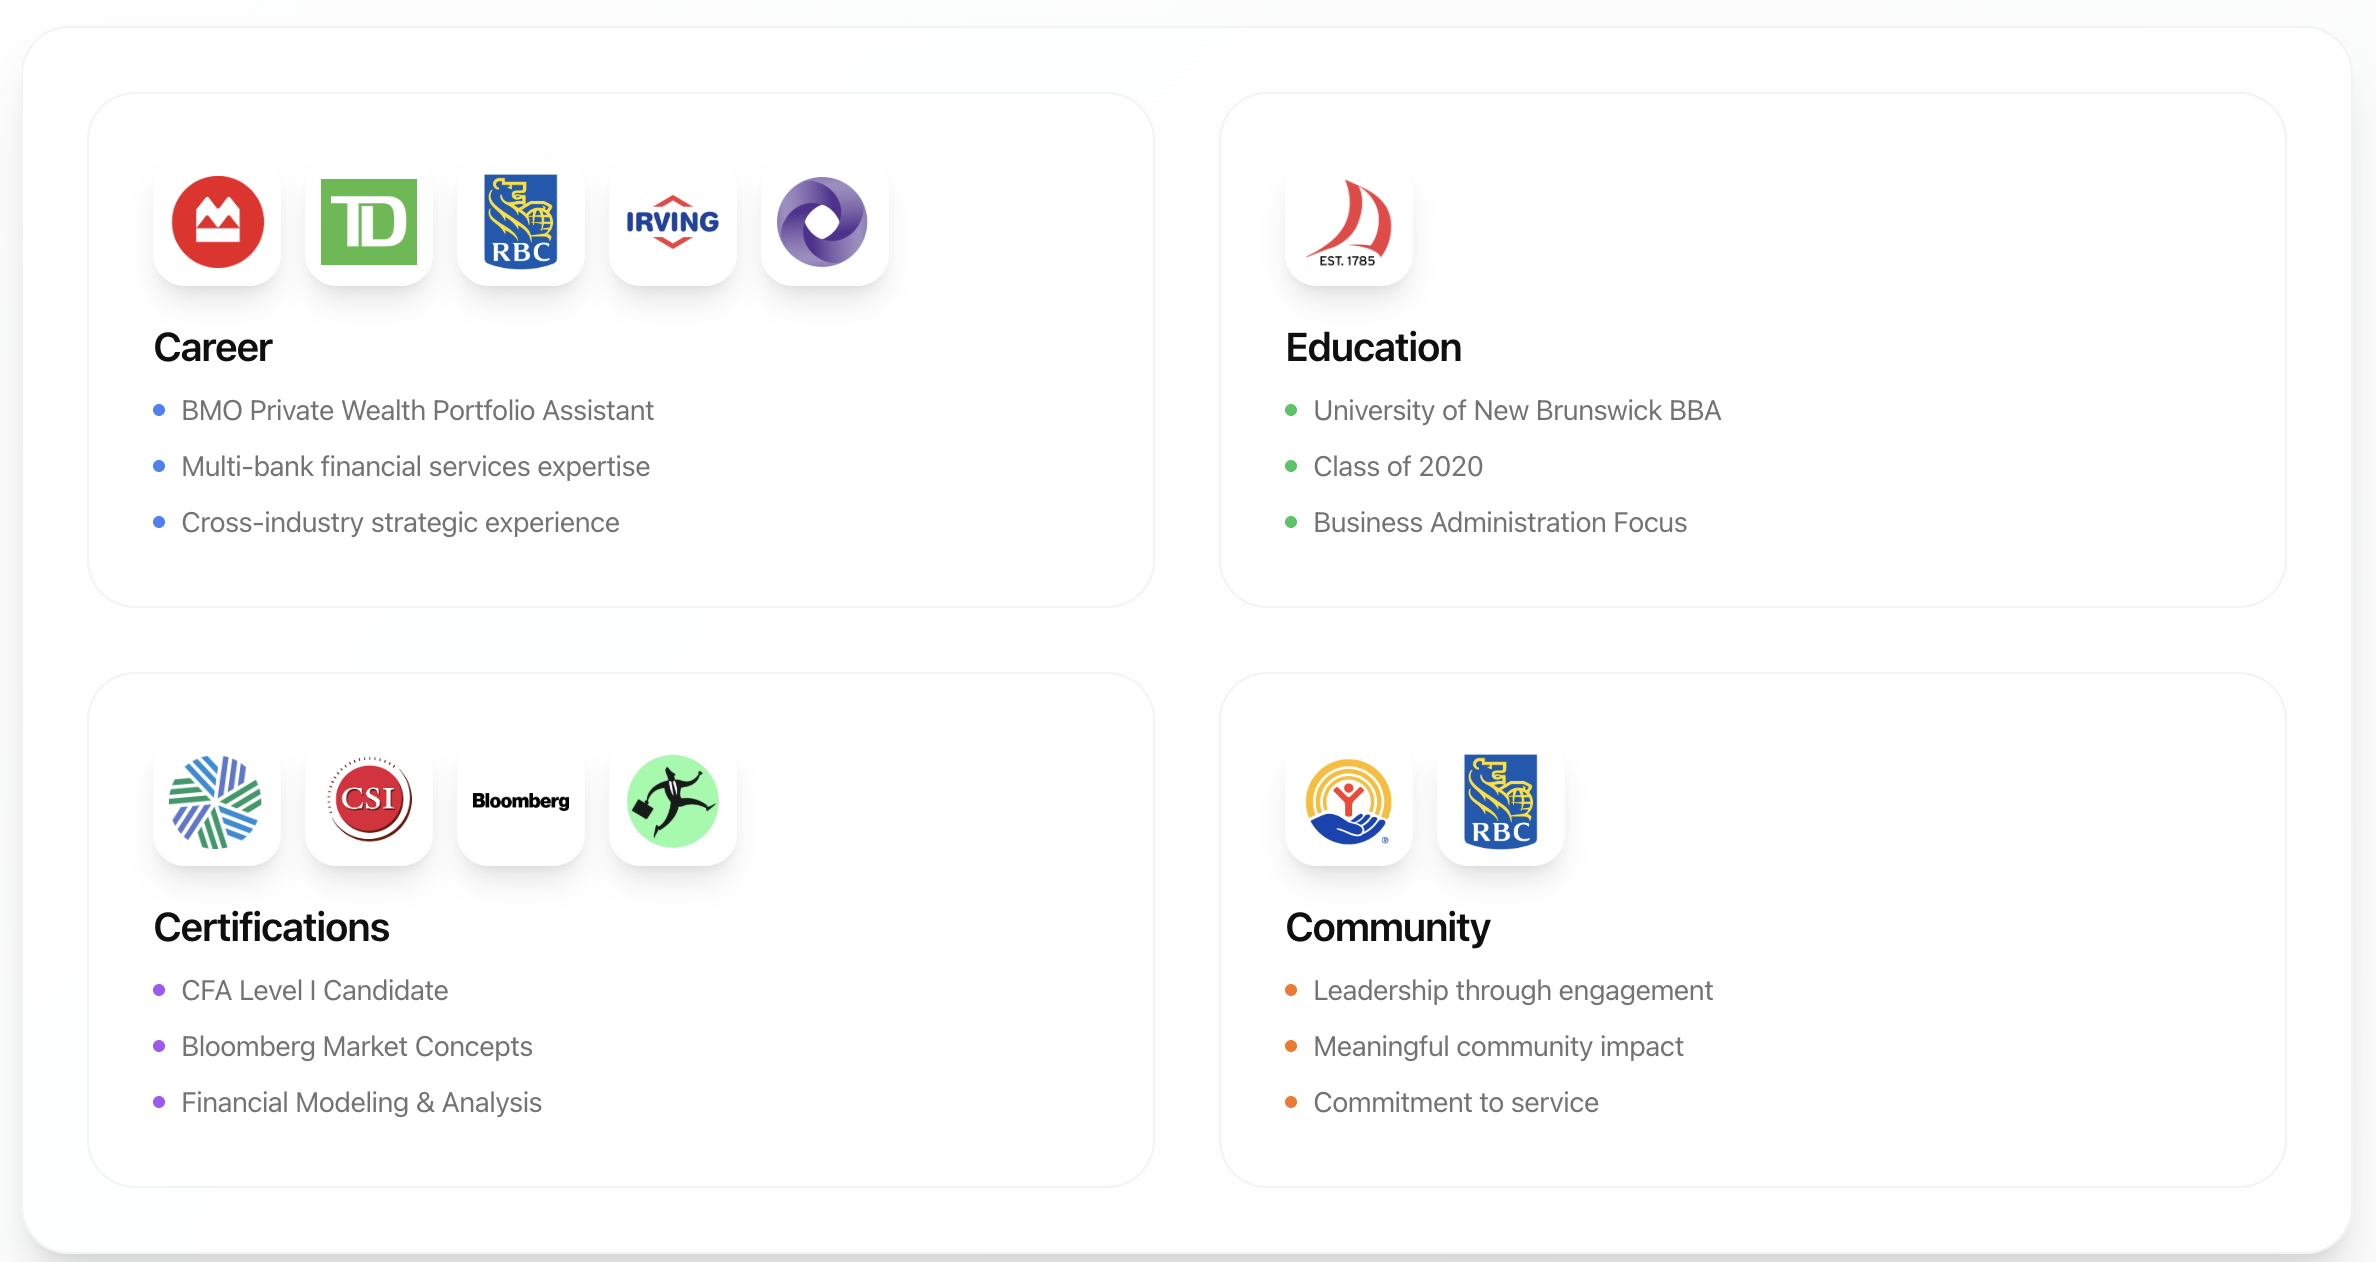 TD
RBC
IRVING
Career
BMO Private Wealth Portfolio Assistant
Multi-bank financial services expertise
Cross-industry strategic experience
EST. 1785
Education
University of New Brunswick BBA
Class of 2020
Business Administration Focus
CSI
Bloomberg
Certifications
CFA Level I Candidate
Bloomberg Market Concepts
Financial Modeling & Analysis
®
RBC
Community
Leadership through engagement
Meaningful community impact
Commitment to service